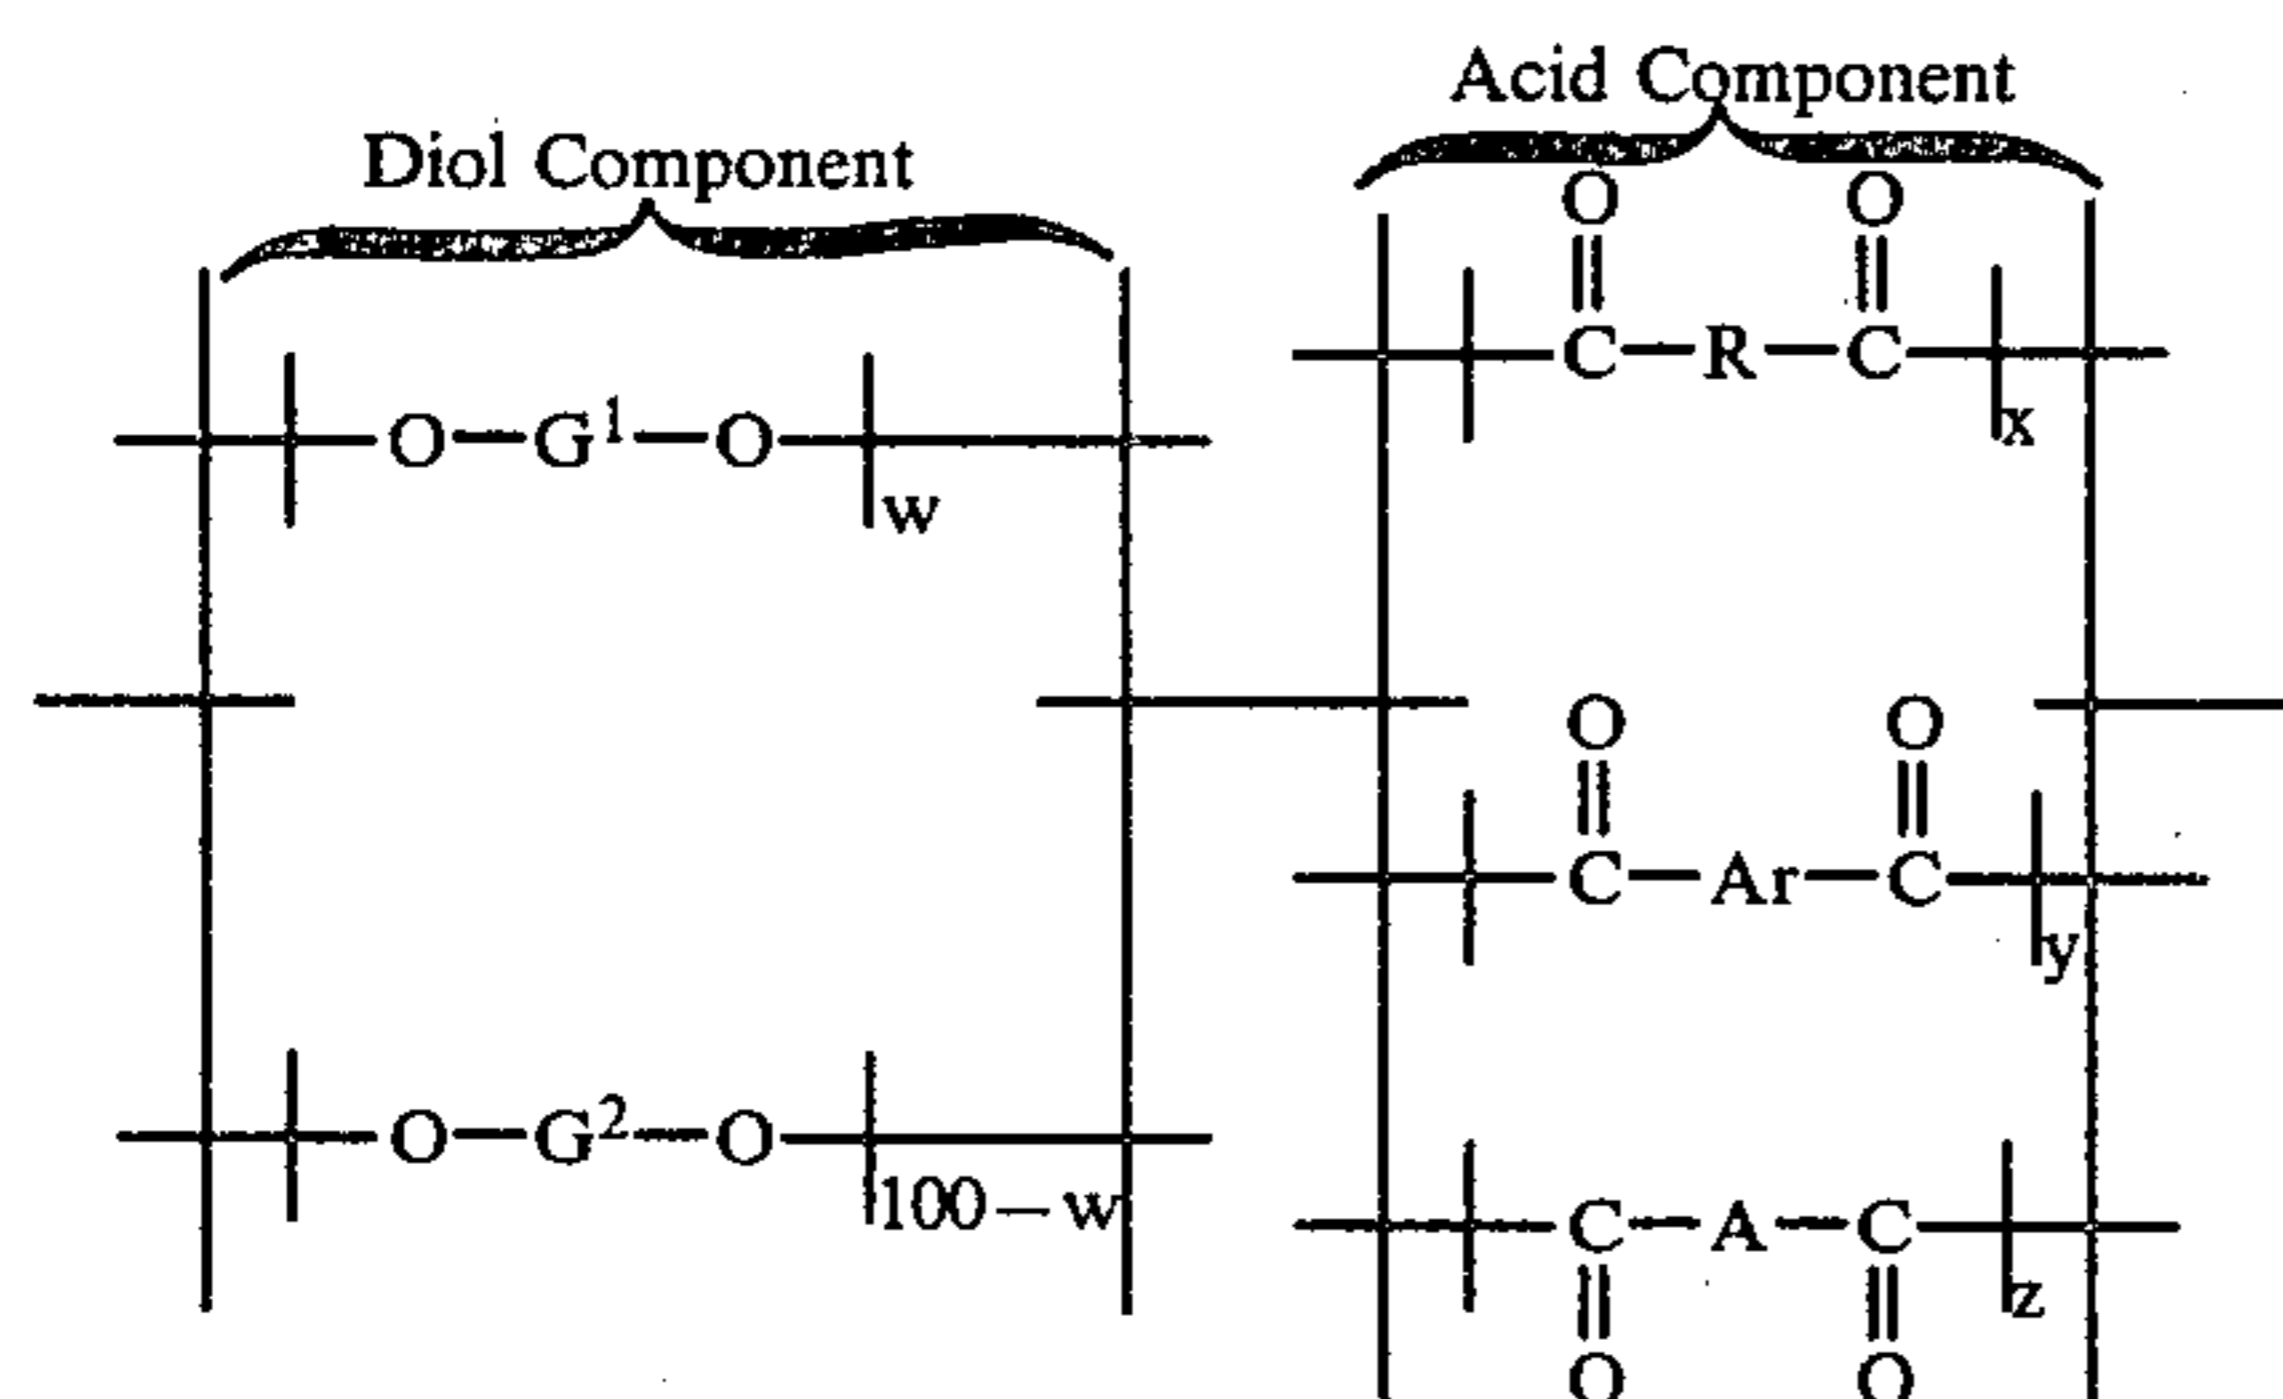 Acid Component
Diol Component
O O
C—R—C
x
O—G¹—O
w
O O
C—Ar—C
y
O—G²—O
100—w
C—A—C
z
O O